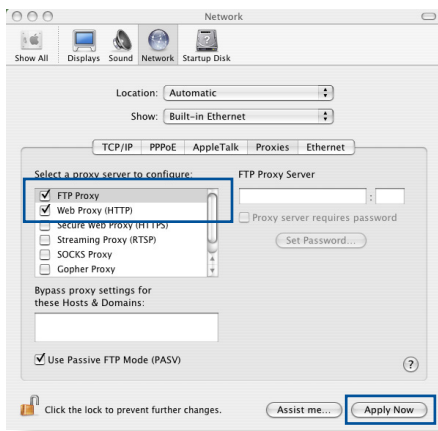 Network
Show All Displays Sound Network Startup Disk
Location: Automatic
Show: Built-in Ethernet
TCP/IP PPPoE AppleTalk Proxies Ethernet
Select a proxy server to configure: FTP Proxy Server
FTP Proxy
Web Proxy (HTTP) :
Secure Web Proxy (HTTPS) Proxy server requires password
Streaming Proxy (RTSP) Set Password...
SOCKS Proxy
Gopher Proxy
Bypass proxy settings for
these Hosts & Domains:
Use Passive FTP Mode (PASV) ?
Click the lock to prevent further changes. Assist me... Apply Now